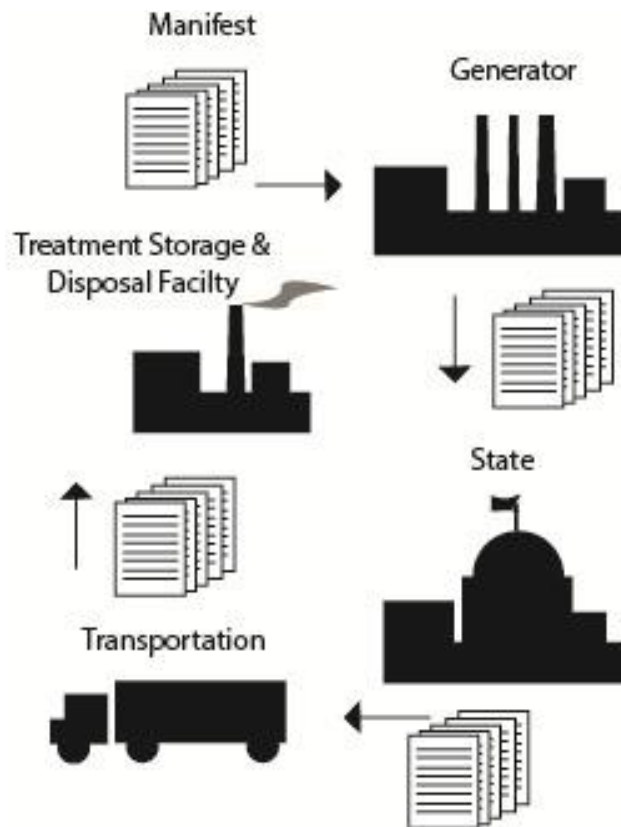 Manifest
Generator
Treatment Storage &
Disposal Facilty
State
Transportation